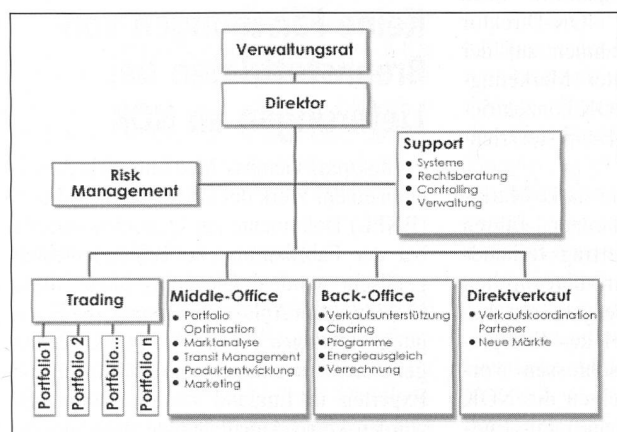 Verwaltungsrat
Direktor
Risk
Management
Support
• Systeme
• Rechtsberatung
• Controlling
• Verwaltung
Trading
Portfolio1
Portfolio 2
Portfolio...
Portfolio n
Middle-Office
• Portfolio
Optimisation
• Marktanalyse
• Transit Management
• Produktentwicklung
• Marketing
Back-Office
• Verkaufsunterstützung
• Clearing
• Programme
• Energieausgleich
• Verrechnung
Direktverkauf
• Verkaufskoordination
Partener
• Neue Märkte